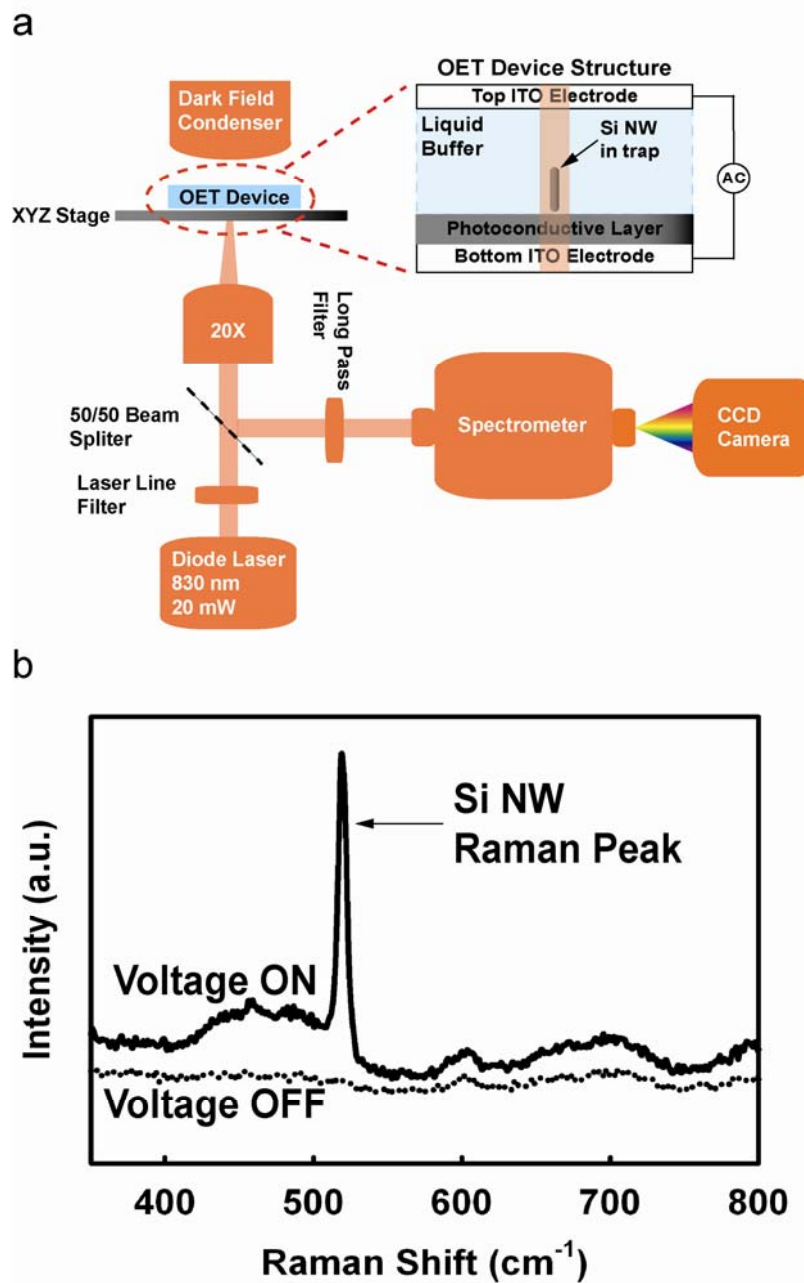 a
Dark Field
Condenser
OET Device
XYZ Stage
OET Device Structure
Top ITO Electrode
Liquid
Buffer
Si NW
in trap
AC
Photoconductive Layer
Bottom ITO Electrode
20X
Long Pass
Filter
50/50 Beam
Spliter
Laser Line
Filter
Spectrometer
CCD
Camera
Diode Laser
830 nm
20 mW
b
Intensity (a.u.)
Si NW
Raman Peak
Voltage ON
Voltage OFF
400 500 600 700 800
Raman Shift (cm⁻¹)